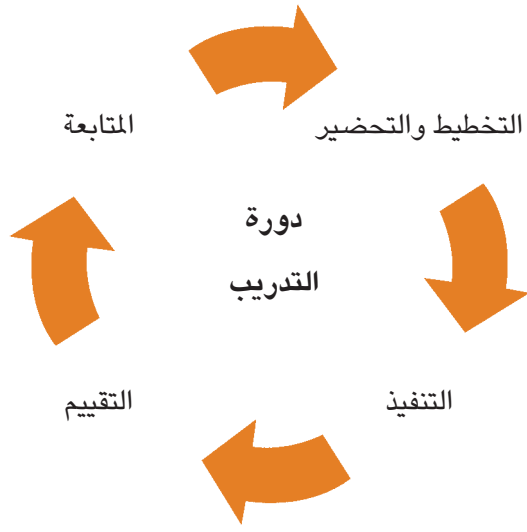 التخطيط والتحضير
المتابعة
دورة
التدريب
التنفيذ
التقييم